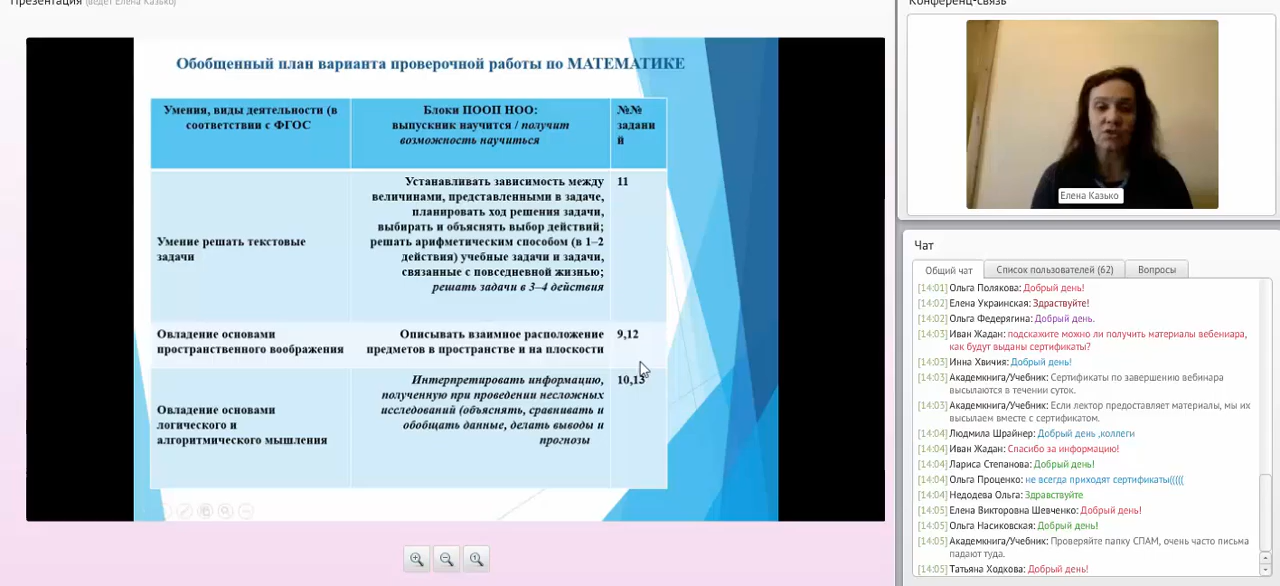 Презентация (ведет Елена Казько)
Обобщенный план варианта проверочной работы по МАТЕМАТИКЕ
Умения, виды деятельности (в
соответствии с ФГОС
Блоки ПООП НОО:
выпускник научится / получит
возможность научиться
№№
задани
й
Умение решать текстовые
задачи
Устанавливать зависимость между
величинами, представленными в задаче,
планировать ход решения задачи,
выбирать и объяснять выбор действий;
решать арифметическим способом (в 1–2
действия) учебные задачи и задачи,
связанные с повседневной жизнью;
решать задачи в 3–4 действия
11
Овладение основами
пространственного воображения
Описывать взаимное расположение
предметов в пространстве и на плоскости
9,12
Овладение основами
логического и
алгоритмического мышления
Интерпретировать информацию,
полученную при проведении несложных
исследований (объяснять, сравнивать и
обобщать данные, делать выводы и
прогнозы
10,13
Конференц-связь
Елена Казько
Чат
Общий чат
Список пользователей (62)
Вопросы
[14:01] Ольга Полякова: Добрый день!
[14:02] Елена Украинская: Здраствуйте!
[14:02] Ольга Федерягина: Добрый день.
[14:03] Иван Жадан: подскажите можно ли получить материалы вебениара,
как будут выданы сертификаты?
[14:03] Инна Хвичия: Добрый день!
[14:03] Академкнига/Учебник: Сертификаты по завершению вебинара
высылаются в течении суток.
[14:03] Академкнига/Учебник: Если лектор предоставляет материалы, мы их
высылаем вместе с сертификатом.
[14:04] Людмила Шрайнер: Добрый день ,коллеги
[14:04] Иван Жадан: Спасибо за информацию!
[14:04] Лариса Степанова: Добрый день!
[14:04] Ольга Проценко: не всегда приходят сертификаты(((((
[14:04] Недодева Ольга: Здравствуйте
[14:05] Елена Викторовна Шевченко: Добрый день!
[14:05] Ольга Насиковская: Добрый день!
[14:05] Академкнига/Учебник: Проверяйте папку СПАМ, очень часто письма
падают туда.
[14:05] Татьяна Ходкова: Добрый день!